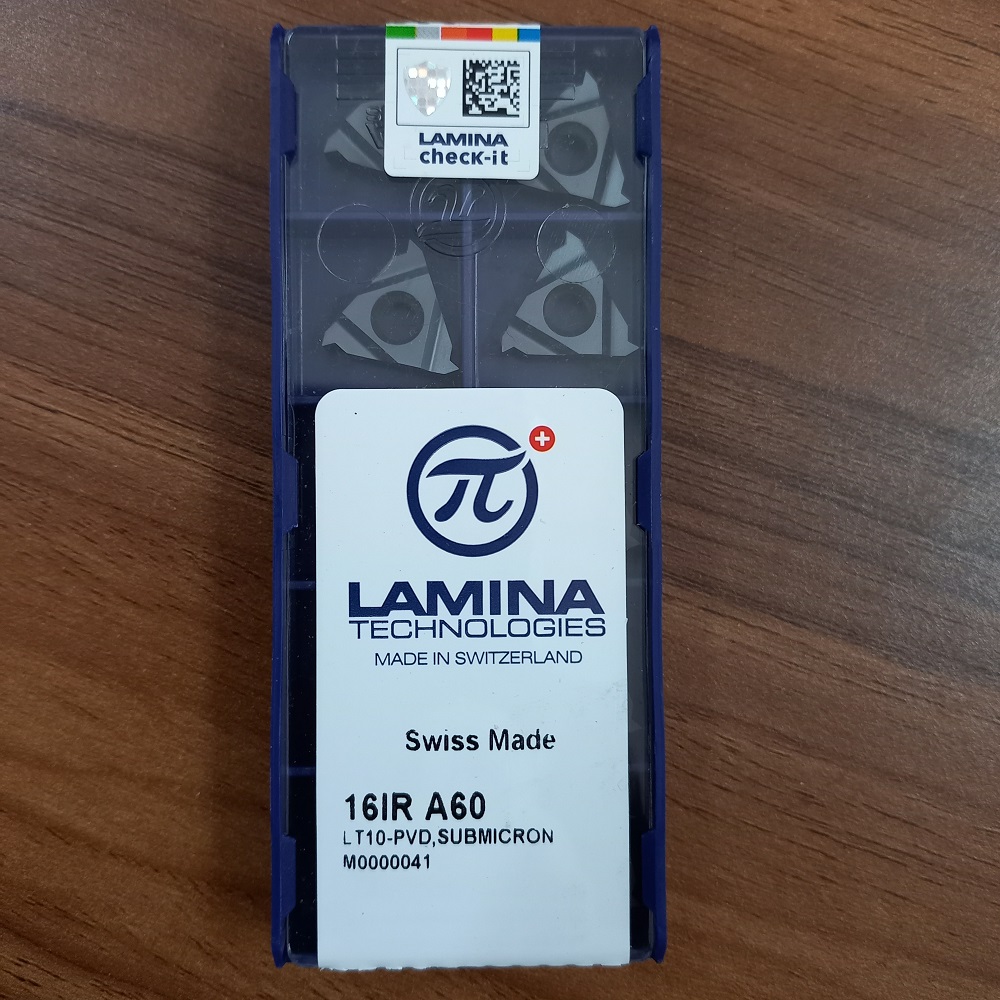 LAMINA
checK-it
π
LAMINA
TECHNOLOGIES
MADE IN SWITZERLAND
Swiss Made
16IR A60
LT10-PVD,SUBMICRON
M0000041